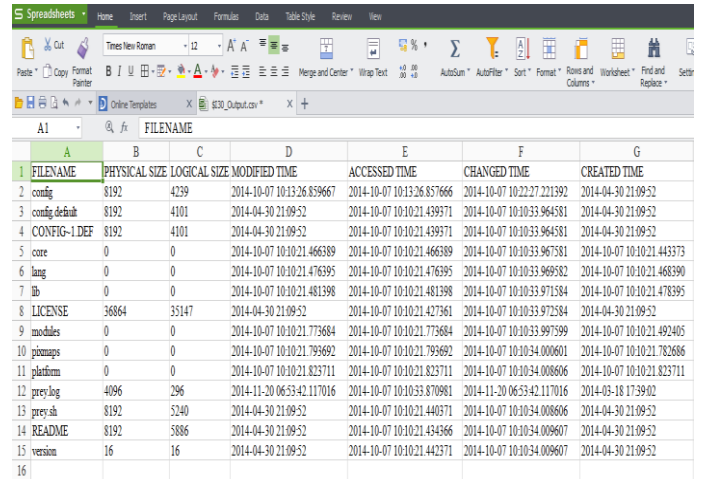 S Spreadsheets Home Insert Page Layout Formulas Data Table Style Review View
Cut Times New Roman 12 A A % ,
Paste Copy Format Painter B I U A Merge and Center Wrap Text .00 .0 AutoSum AutoFilter Sort Format Rows and Columns Worksheet Find and Replace
D Online Templates X $I30_Output.csv * X +
A1 fx FILENAME
A B C D E F G
1 FILENAME PHYSICAL SIZE LOGICAL SIZE MODIFIED TIME ACCESSED TIME CHANGED TIME CREATED TIME
2 config 8192 4239 2014-10-07 10:13:26.859667 2014-10-07 10:13:26.857666 2014-10-07 10:22:27.221392 2014-04-30 21:09:52
3 config.default 8192 4101 2014-04-30 21:09:52 2014-10-07 10:10:21.439371 2014-10-07 10:10:33.964581 2014-04-30 21:09:52
4 CONFIG~1.DEF 8192 4101 2014-04-30 21:09:52 2014-10-07 10:10:21.439371 2014-10-07 10:10:33.964581 2014-04-30 21:09:52
5 core 0 0 2014-10-07 10:10:21.466389 2014-10-07 10:10:21.466389 2014-10-07 10:10:33.967581 2014-10-07 10:10:21.443373
6 lang 0 0 2014-10-07 10:10:21.476395 2014-10-07 10:10:21.476395 2014-10-07 10:10:33.969582 2014-10-07 10:10:21.468390
7 lib 0 0 2014-10-07 10:10:21.481398 2014-10-07 10:10:21.481398 2014-10-07 10:10:33.971584 2014-10-07 10:10:21.478395
8 LICENSE 36864 35147 2014-04-30 21:09:52 2014-10-07 10:10:21.427361 2014-10-07 10:10:33.972584 2014-04-30 21:09:52
9 modules 0 0 2014-10-07 10:10:21.773684 2014-10-07 10:10:21.773684 2014-10-07 10:10:33.997599 2014-10-07 10:10:21.492405
10 pixmaps 0 0 2014-10-07 10:10:21.793692 2014-10-07 10:10:21.793692 2014-10-07 10:10:34.000601 2014-10-07 10:10:21.782686
11 platform 0 0 2014-10-07 10:10:21.823711 2014-10-07 10:10:21.823711 2014-10-07 10:10:34.008606 2014-10-07 10:10:21.823711
12 prey.log 4096 296 2014-11-20 06:53:42.117016 2014-10-07 10:10:33.870981 2014-11-20 06:53:42.117016 2014-03-18 17:39:02
13 prey.sh 8192 5240 2014-04-30 21:09:52 2014-10-07 10:10:21.440371 2014-10-07 10:10:34.008606 2014-04-30 21:09:52
14 README 8192 5886 2014-04-30 21:09:52 2014-10-07 10:10:21.434366 2014-10-07 10:10:34.009607 2014-04-30 21:09:52
15 version 16 16 2014-04-30 21:09:52 2014-10-07 10:10:21.442371 2014-10-07 10:10:34.009607 2014-04-30 21:09:52
16